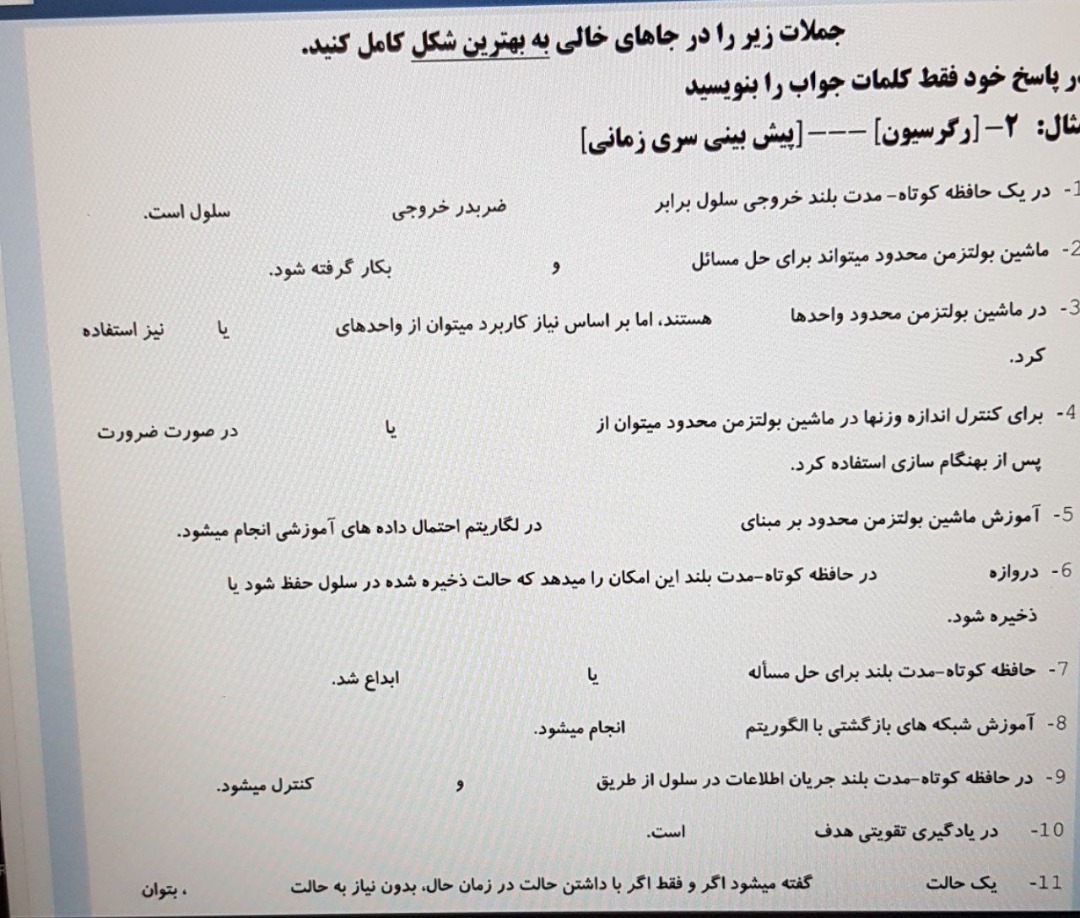 جملات زیر را در جاهای خالی به بهترین شکل کامل کنید.
ر پاسخ خود فقط کلمات جواب را بنویسید
مثال: ۲- [رگرسیون] --- [پیش بینی سری زمانی]
1- در یک حافظه کوتاه- مدت بلند خروجی سلول برابر ضربدر خروجی سلول است.
2- ماشین بولتزمن محدود میتواند برای حل مسائل و بکار گرفته شود.
3- در ماشین بولتزمن محدود واحدها هستند، اما بر اساس نیاز کاربرد میتوان از واحدهای یا نیز استفاده
کرد.
4- برای کنترل اندازه وزنها در ماشین بولتزمن محدود میتوان از یا در صورت ضرورت
پس از بهنگام سازی استفاده کرد.
5- آموزش ماشین بولتزمن محدود بر مبنای در لگاریتم احتمال داده های آموزشی انجام میشود.
6- دروازه در حافظه کوتاه-مدت بلند این امکان را میدهد که حالت ذخیره شده در سلول حفظ شود یا
ذخیره شود.
7- حافظه کوتاه-مدت بلند برای حل مسأله یا ابداع شد.
8- آموزش شبکه های بازگشتی با الگوریتم انجام میشود.
9- در حافظه کوتاه-مدت بلند جریان اطلاعات در سلول از طریق و کنترل میشود.
10- در یادگیری تقویتی هدف است.
11- یک حالت گفته میشود اگر و فقط اگر با داشتن حالت در زمان حال، بدون نیاز به حالت ، بتوان